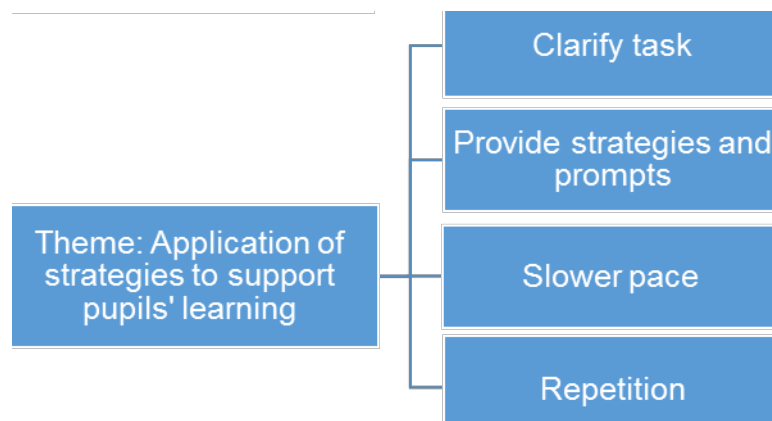 Clarify task
Provide strategies and
prompts
Theme: Application of
strategies to support
pupils' learning
Slower pace
Repetition